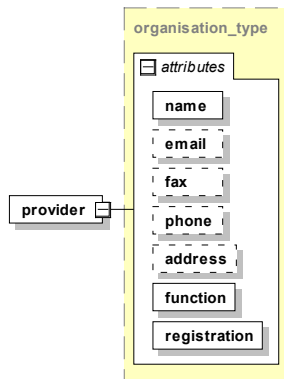 organisation_type
attributes
name
email
fax
phone
provider
address
function
registration